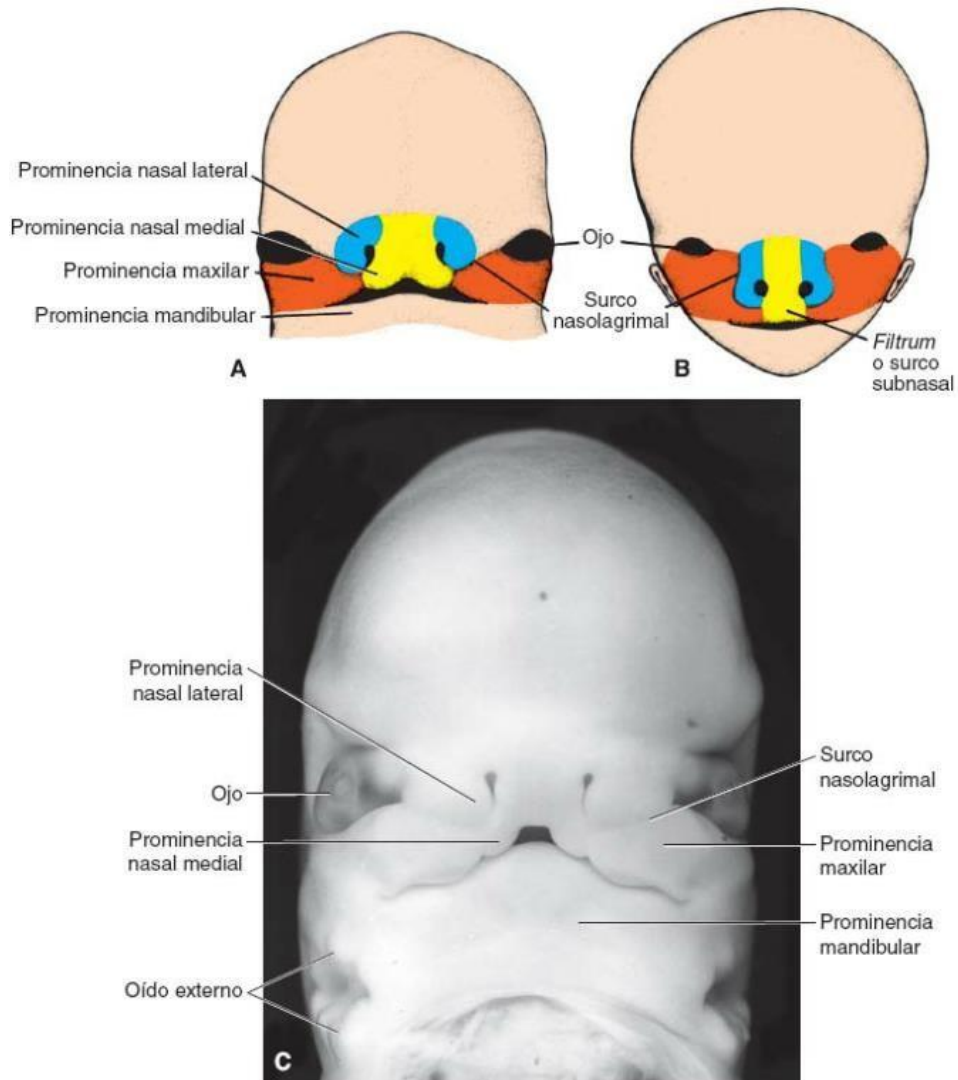 Prominencia nasal lateral
Prominencia nasal medial
Prominencia maxilar
Prominencia mandibular
A
Ojo
Surco
nasolagrimal
B
Filtrum
o surco
subnasal
Prominencia
nasal lateral
Ojo
Prominencia
nasal medial
Oído externo
Surco
nasolagrimal
Prominencia
maxilar
Prominencia
mandibular
C